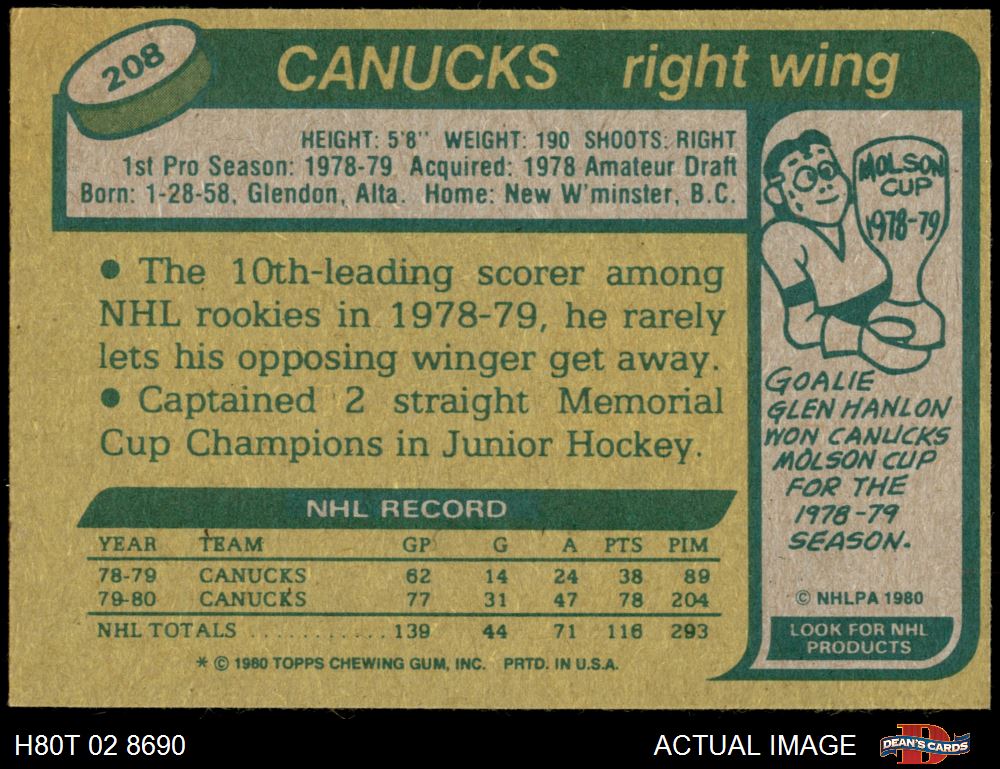 208
CANUCKS right wing
HEIGHT: 5'8" WEIGHT: 190 SHOOTS: RIGHT
1st Pro Season: 1978-79 Acquired: 1978 Amateur Draft
Born: 1-28-58, Glendon, Alta. Home: New W'minster, B.C.
• The 10th-leading scorer among
NHL rookies in 1978-79, he rarely
lets his opposing winger get away.
• Captained 2 straight Memorial
Cup Champions in Junior Hockey.
NHL RECORD
YEAR TEAM GP G A PTS PIM
78-79 CANUCKS 62 14 24 38 89
79-80 CANUCKS 77 31 47 78 204
NHL TOTALS ............ 139 44 71 116 293
* © 1980 TOPPS CHEWING GUM, INC. PRTD. IN U.S.A.
MOLSON
CUP
1978-79
GOALIE
GLEN HANLON
WON CANUCKS
MOLSON CUP
FOR THE
1978-79
SEASON.
© NHLPA 1980
LOOK FOR NHL
PRODUCTS
H80T 02 8690
ACTUAL IMAGE
DEAN'S CARDS